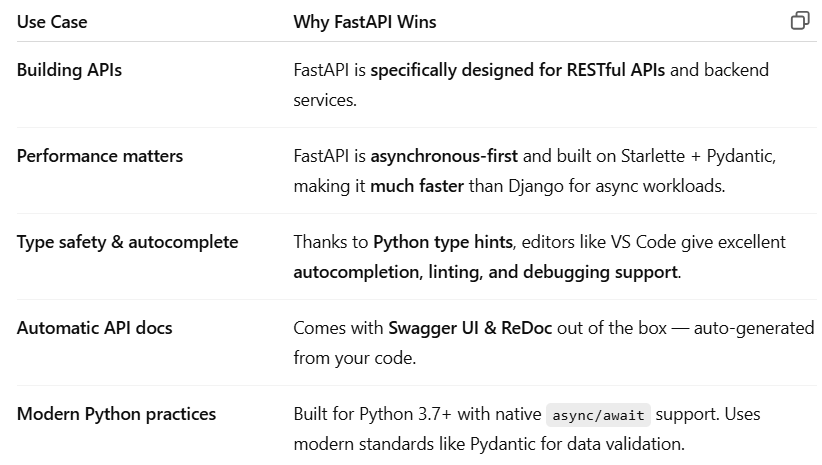 Use Case Why FastAPI Wins
Building APIs FastAPI is specifically designed for RESTful APIs and backend
services.
Performance matters FastAPI is asynchronous-first and built on Starlette + Pydantic,
making it much faster than Django for async workloads.
Type safety & autocomplete Thanks to Python type hints, editors like VS Code give excellent
autocompletion, linting, and debugging support.
Automatic API docs Comes with Swagger UI & ReDoc out of the box — auto-generated
from your code.
Modern Python practices Built for Python 3.7+ with native async/await support. Uses
modern standards like Pydantic for data validation.